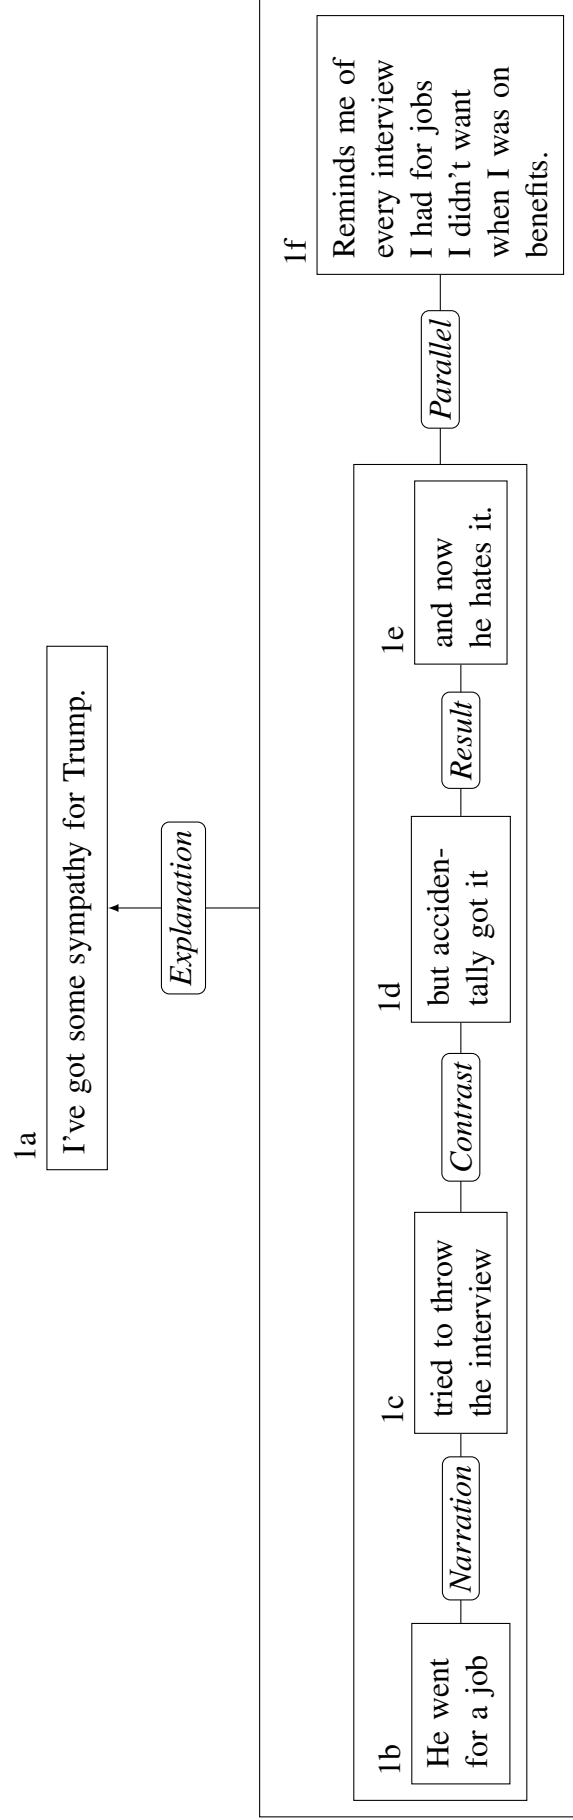 1a
I've got some sympathy for Trump.
Explanation
1b
He went
for a job
Narration
1c
tried to throw
the interview
Contrast
1d
but acciden-
tally got it
Result
1e
and now
he hates it.
Parallel
1f
Reminds me of
every interview
I had for jobs
I didn't want
when I was on
benefits.